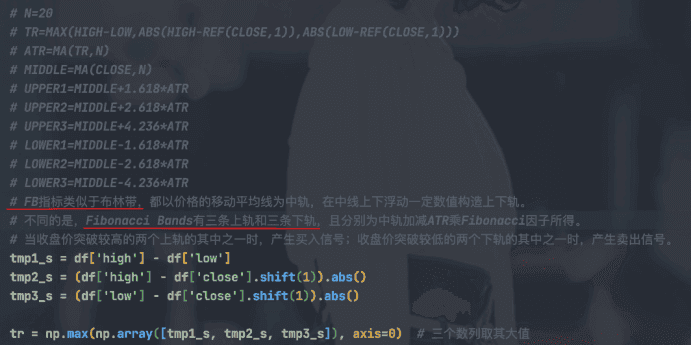 # N=20
# TR=MAX(HIGH-LOW,ABS(HIGH-REF(CLOSE,1)),ABS(LOW-REF(CLOSE,1)))
# ATR=MA(TR,N)
# MIDDLE=MA(CLOSE,N)
# UPPER1=MIDDLE+1.618*ATR
# UPPER2=MIDDLE+2.618*ATR
# UPPER3=MIDDLE+4.236*ATR
# LOWER1=MIDDLE-1.618*ATR
# LOWER2=MIDDLE-2.618*ATR
# LOWER3=MIDDLE-4.236*ATR
# FB指标类似于布林带，都以价格的移动平均线为中轨，在中线上下浮动一定数值构造上下轨。
# 不同的是，Fibonacci Bands有三条上轨和三条下轨，且分别为中轨加减ATR乘Fibonacci因子所得。
# 当收盘价突破较高的两个上轨的其中之一时，产生买入信号；收盘价突破较低的两个下轨的其中之一时，产生卖出信号。
tmp1_s = df['high'] - df['low']
tmp2_s = (df['high'] - df['close'].shift(1)).abs()
tmp3_s = (df['low'] - df['close'].shift(1)).abs()
tr = np.max(np.array([tmp1_s, tmp2_s, tmp3_s]), axis=0)  # 三个数列取其大值